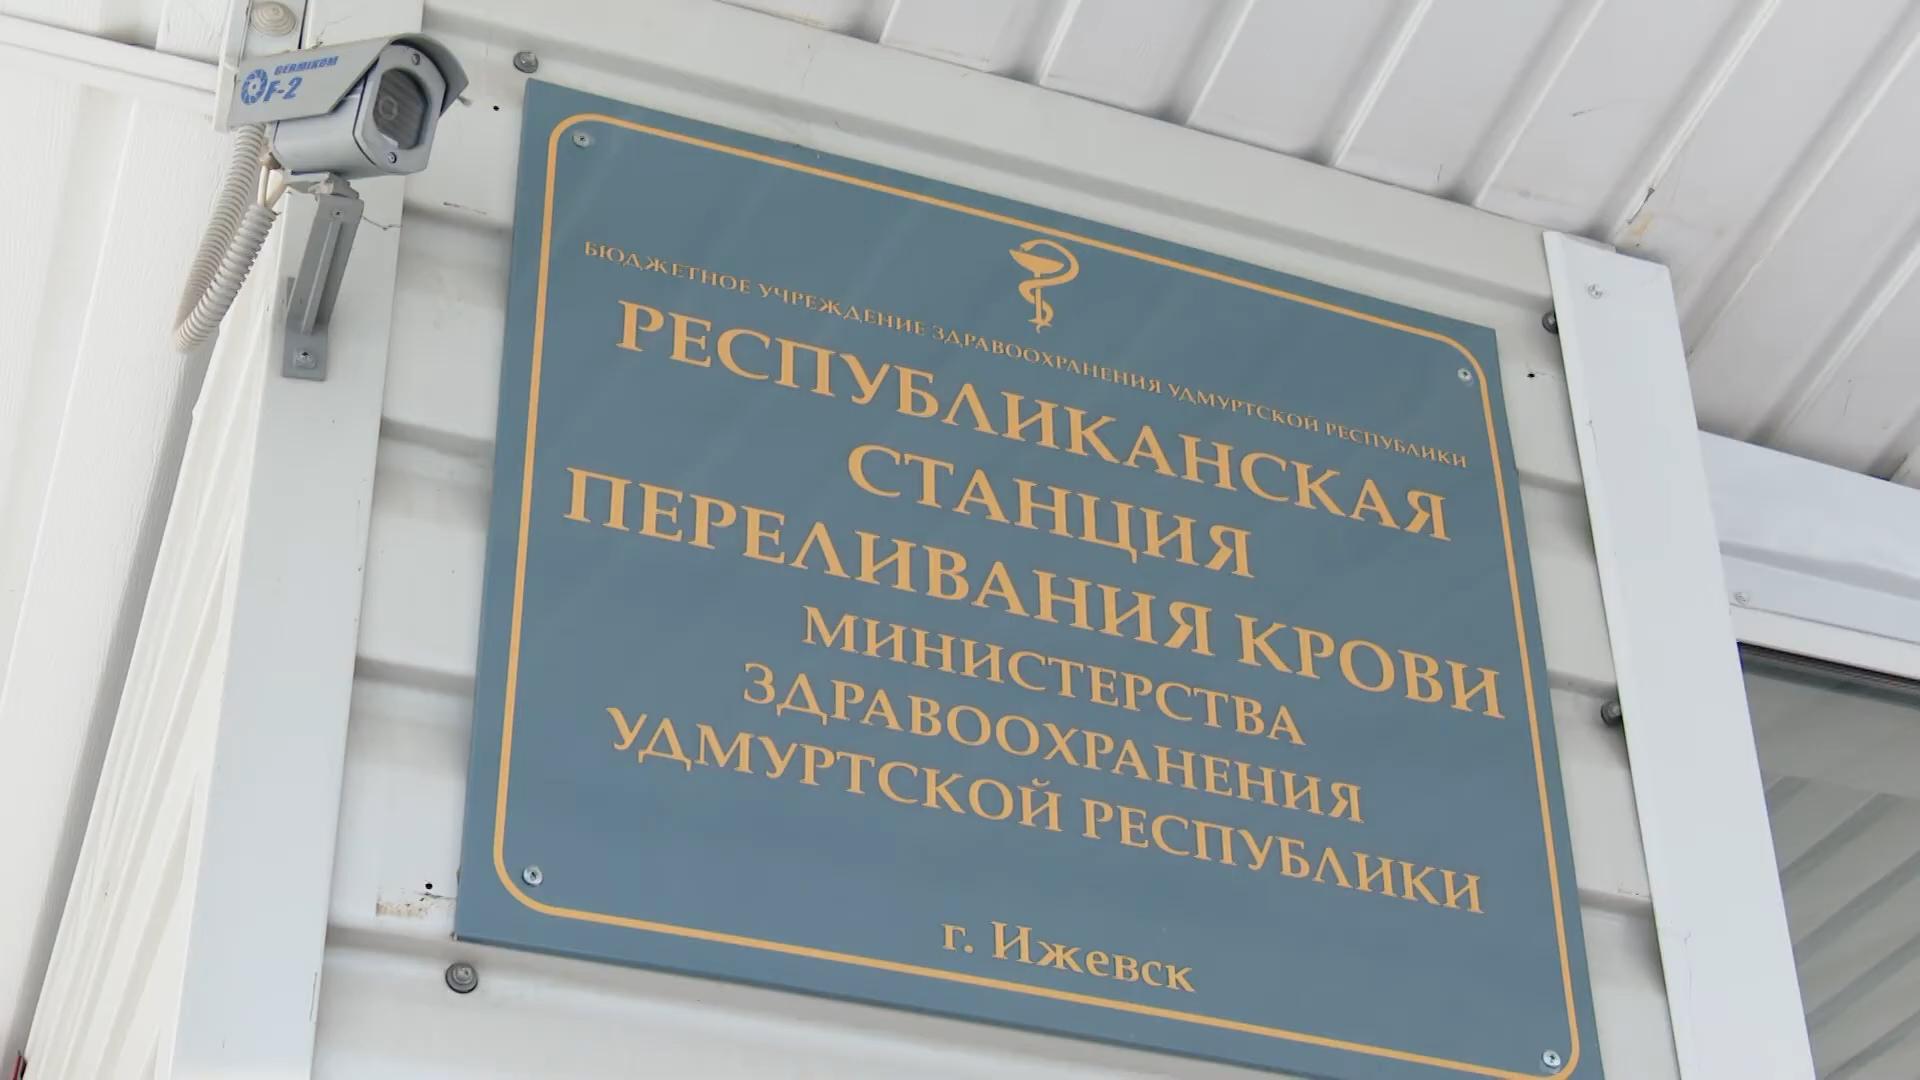 GERMIKOM
F-2
БЮДЖЕТНОЕ УЧРЕЖДЕНИЕ ЗДРАВООХРАНЕНИЯ УДМУРТСКОЙ РЕСПУБЛИКИ
РЕСПУБЛИКАНСКАЯ
СТАНЦИЯ
ПЕРЕЛИВАНИЯ КРОВИ
МИНИСТЕРСТВА
ЗДРАВООХРАНЕНИЯ
УДМУРТСКОЙ РЕСПУБЛИКИ
г. Ижевск